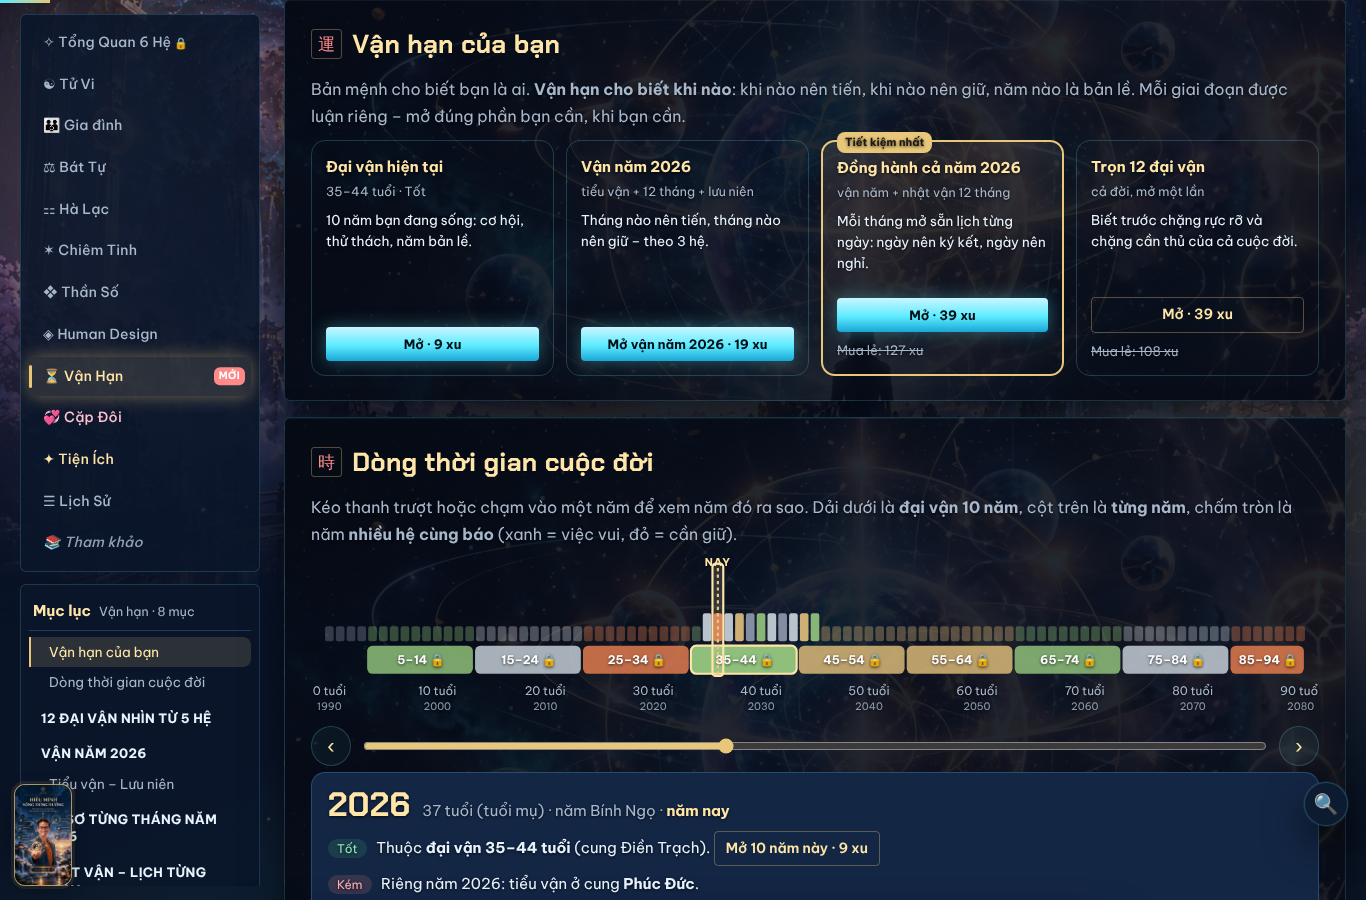 Tổng Quan 6 Hệ
Tử Vi
Gia đình
Bát Tự
Hà Lạc
Chiêm Tinh
Thần Số
Human Design
Vận Hạn MỚI
Cặp Đôi
Tiện Ích
Lịch Sử
Tham khảo
Mục lục Vận hạn · 8 mục
Vận hạn của bạn
Dòng thời gian cuộc đời
12 ĐẠI VẬN NHÌN TỪ 5 HỆ
VẬN NĂM 2026
Tiểu vận – Lưu niên
SƠ TỪNG THÁNG NĂM
VẬN – LỊCH TỪNG
運 Vận hạn của bạn
Bản mệnh cho biết bạn là ai. Vận hạn cho biết khi nào: khi nào nên tiến, khi nào nên giữ, năm nào là bản lề. Mỗi giai đoạn được
luận riêng – mở đúng phần bạn cần, khi bạn cần.
Đại vận hiện tại
35–44 tuổi · Tốt
10 năm bạn đang sống: cơ hội,
thử thách, năm bản lề.
Mở · 9 xu
Vận năm 2026
tiểu vận + 12 tháng + lưu niên
Tháng nào nên tiến, tháng nào
nên giữ – theo 3 hệ.
Mở vận năm 2026 · 19 xu
Tiết kiệm nhất
Đồng hành cả năm 2026
vận năm + nhật vận 12 tháng
Mỗi tháng mở sẵn lịch từng
ngày: ngày nên ký kết, ngày nên
nghỉ.
Mở · 39 xu
Mua lẻ: 127 xu
Trọn 12 đại vận
cả đời, mở một lần
Biết trước chặng rực rỡ và
chặng cần thủ của cả cuộc đời.
Mở · 39 xu
Mua lẻ: 108 xu
時 Dòng thời gian cuộc đời
Kéo thanh trượt hoặc chạm vào một năm để xem năm đó ra sao. Dải dưới là đại vận 10 năm, cột trên là từng năm, chấm tròn là
năm nhiều hệ cùng báo (xanh = việc vui, đỏ = cần giữ).
NAY
5–14 15–24 25–34 35–44 45–54 55–64 65–74 75–84 85–94
0 tuổi 10 tuổi 20 tuổi 30 tuổi 40 tuổi 50 tuổi 60 tuổi 70 tuổi 80 tuổi 90 tuổ
1990 2000 2010 2020 2030 2040 2050 2060 2070 2080
2026 37 tuổi (tuổi mụ) · năm Bính Ngọ · năm nay
Tốt Thuộc đại vận 35–44 tuổi (cung Điền Trạch). Mở 10 năm này · 9 xu
Kém Riêng năm 2026: tiểu vận ở cung Phúc Đức.